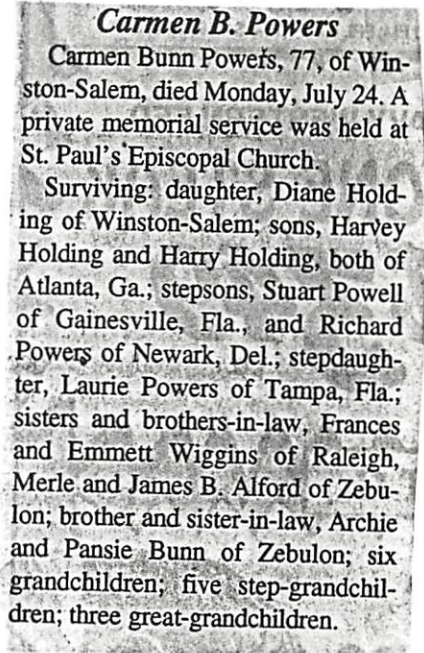 Carmen B. Powers
Carmen Bunn Powers, 77, of Win-
ston-Salem, died Monday, July 24. A
private memorial service was held at
St. Paul's Episcopal Church.
Surviving: daughter, Diane Hold-
ing of Winston-Salem; sons, Harvey
Holding and Harry Holding, both of
Atlanta, Ga.; stepsons, Stuart Powell
of Gainesville, Fla., and Richard
Powers of Newark, Del.; stepdaugh-
ter, Laurie Powers of Tampa, Fla.;
sisters and brothers-in-law, Frances
and Emmett Wiggins of Raleigh,
Merle and James B. Alford of Zebu-
lon; brother and sister-in-law, Archie
and Pansie Bunn of Zebulon; six
grandchildren; five step-grandchil-
dren; three great-grandchildren.